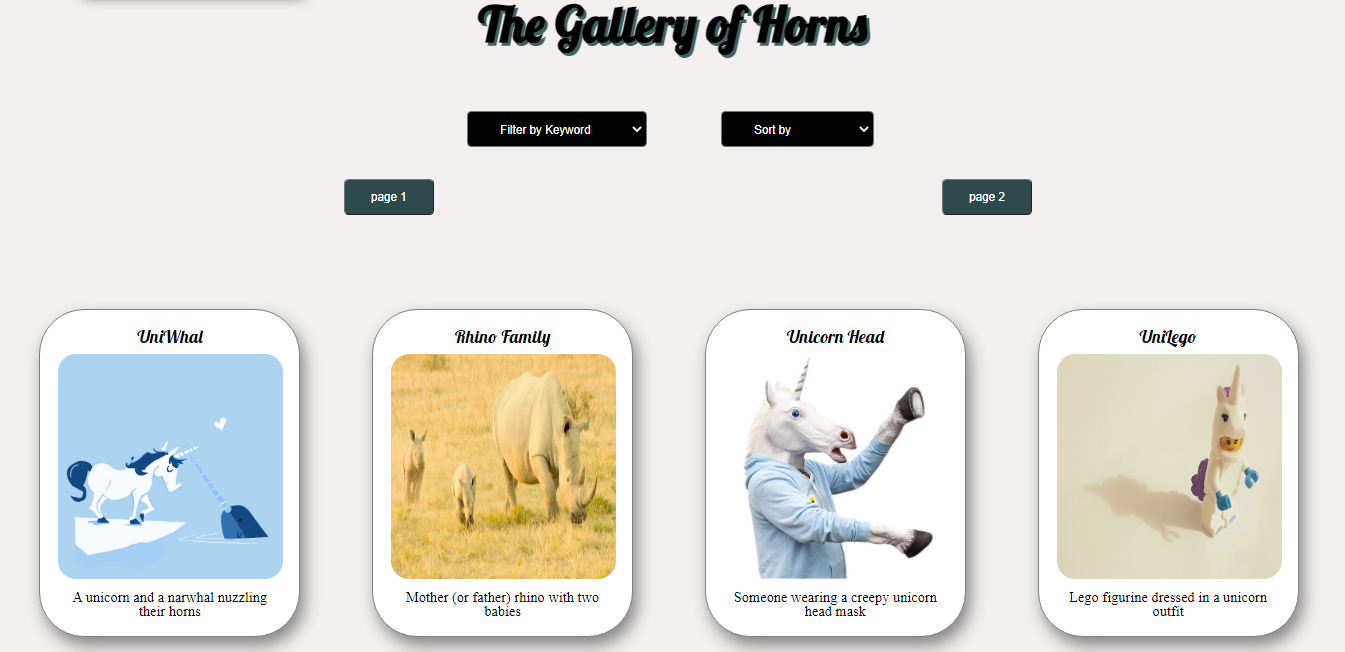 The Gallery of Horns
Filter by Keyword
Sort by
page 1
page 2
UniWhal
A unicorn and a narwhal nuzzling
their horns
Rhino Family
Mother (or father) rhino with two
babies
Unicorn Head
Someone wearing a creepy unicorn
head mask
UniLego
Lego figurine dressed in a unicorn
outfit